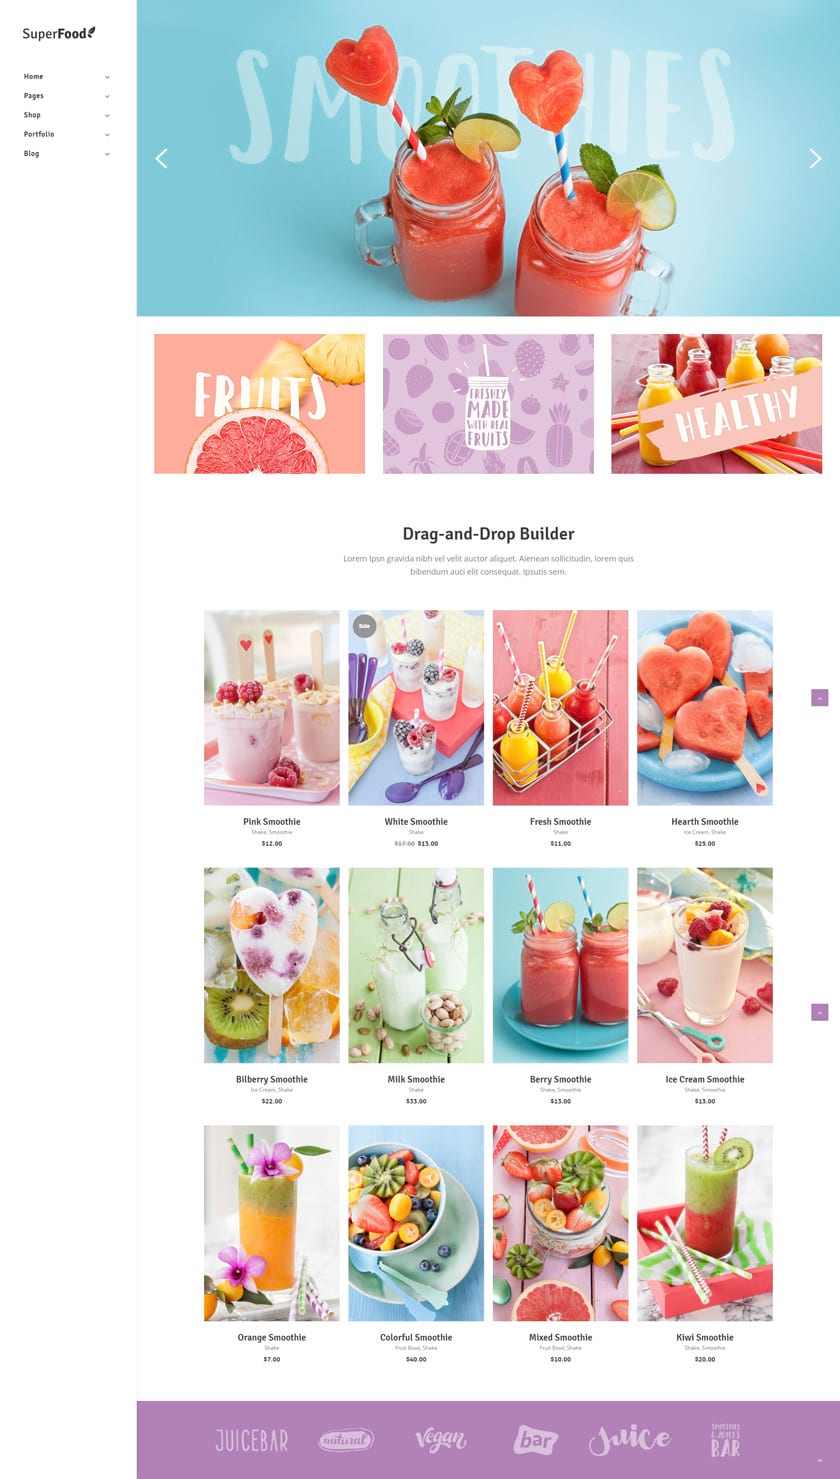 SuperFood
Home
Pages
Shop
Portfolio
Blog
SMOOTHIES
FRUITS
FRESHLY
MADE
WITH REAL
FRUITS
HEALTHY
Drag-and-Drop Builder
Lorem Ipsn gravida nibh vel velit auctor aliquet. Aienean sollicitudin, lorem quis
bibendum auci elit consequat. Ipsutis sem.
Sale
Pink Smoothie
Shake, Smoothie
$12.00
White Smoothie
Shake
$17.00 $13.00
Fresh Smoothie
Shake
$11.00
Hearth Smoothie
Ice Cream, Shake
$25.00
Bilberry Smoothie
Ice Cream, Shake
$22.00
Milk Smoothie
Shake
$33.00
Berry Smoothie
Shake, Smoothie
$13.00
Ice Cream Smoothie
Shake, Smoothie
$13.00
Orange Smoothie
Shake
$7.00
Colorful Smoothie
Fruit Bowl, Shake
$40.00
Mixed Smoothie
Fruit Bowl, Shake
$10.00
Kiwi Smoothie
Shake, Smoothie
$20.00
JUICEBAR
natural
Vegan
bar
Juice
SMOOTHIES
& JUICES
BAR